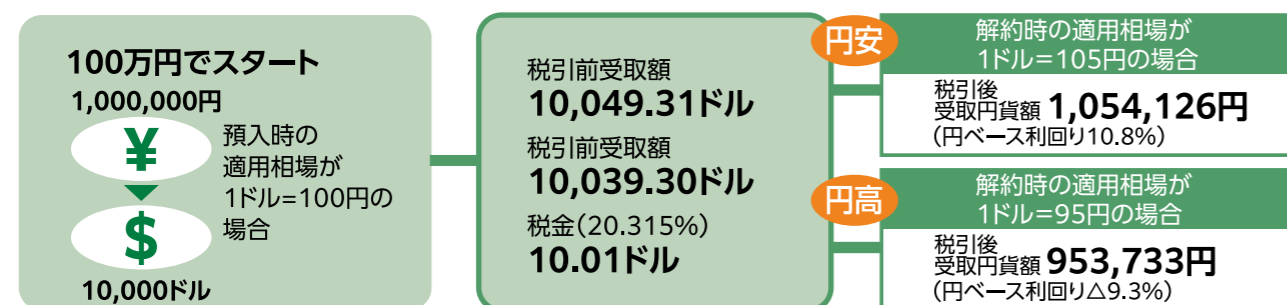 100万円でスタート
1,000,000円
¥
預入時の
適用相場が
1ドル=100円の
場合
$
10,000ドル
税引前受取額
10,049.31ドル
税引前受取額
10,039.30ドル
税金(20.315%)
10.01ドル
円安
解約時の適用相場が
1ドル=105円の場合
税引後
受取円貨額 1,054,126円
(円ベース利回り10.8%)
円高
解約時の適用相場が
1ドル=95円の場合
税引後
受取円貨額 953,733円
(円ベース利回り△9.3%)